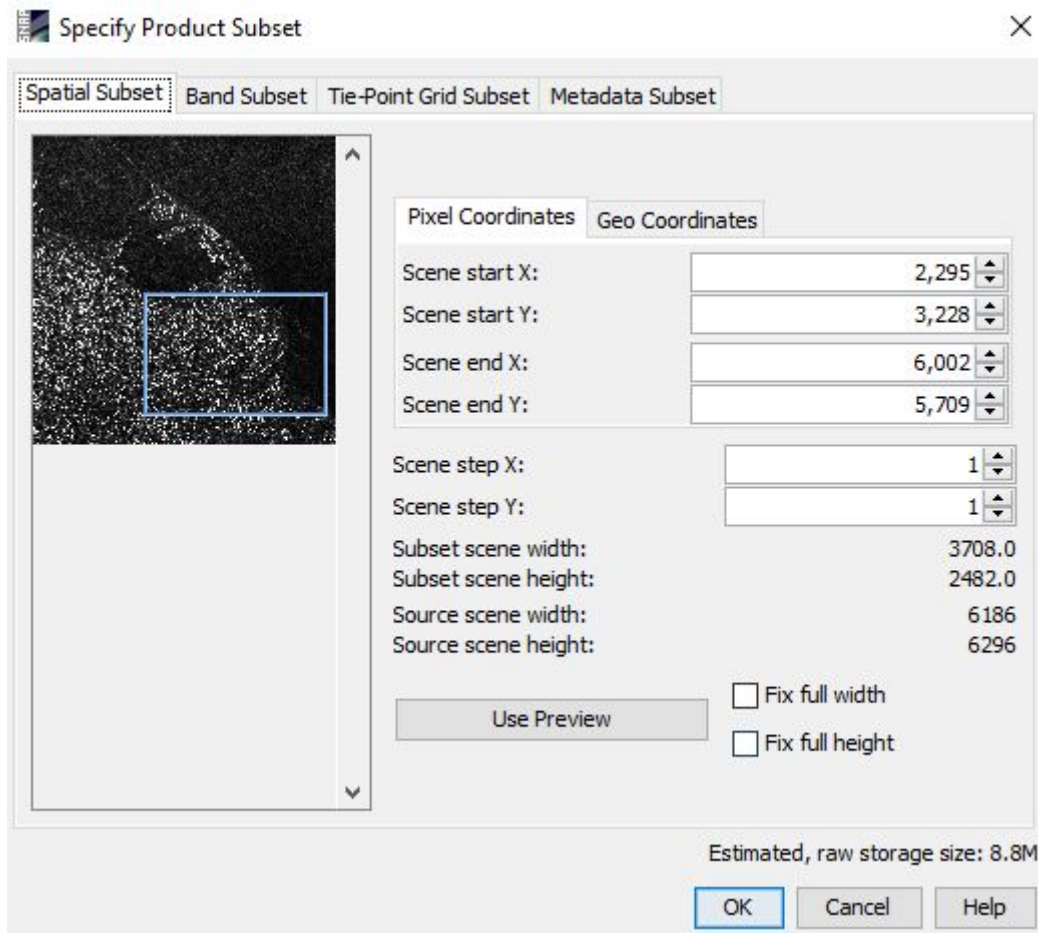 SNAP
Specify Product Subset
Spatial Subset Band Subset Tie-Point Grid Subset Metadata Subset
Pixel Coordinates Geo Coordinates
Scene start X: 2,295
Scene start Y: 3,228
Scene end X: 6,002
Scene end Y: 5,709
Scene step X: 1
Scene step Y: 1
Subset scene width: 3708.0
Subset scene height: 2482.0
Source scene width: 6186
Source scene height: 6296
Use Preview
Fix full width
Fix full height
Estimated, raw storage size: 8.8M
OK Cancel Help